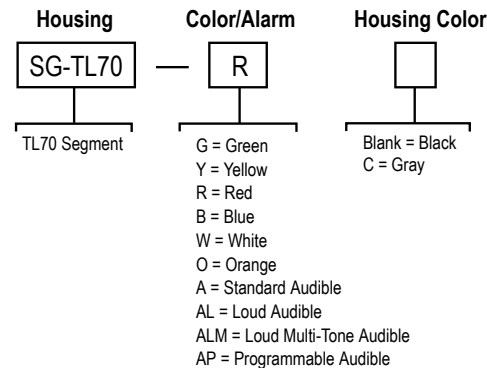 Housing Color/Alarm Housing Color
SG-TL70 — R
TL70 Segment
G = Green
Y = Yellow
R = Red
B = Blue
W = White
O = Orange
A = Standard Audible
AL = Loud Audible
ALM = Loud Multi-Tone Audible
AP = Programmable Audible
Blank = Black
C = Gray